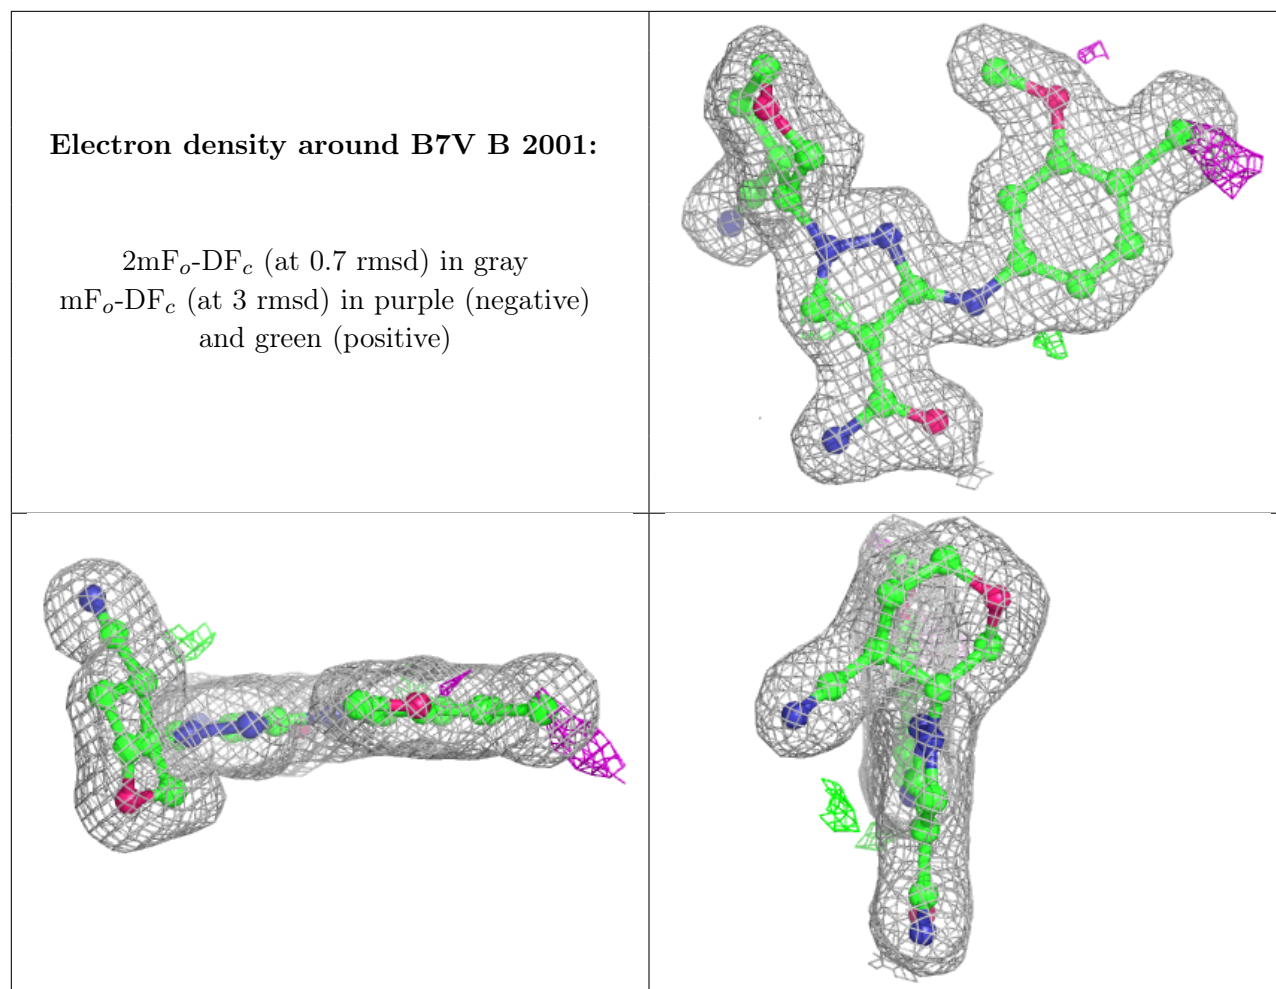 Electron density around B7V B 2001:
2mFo-DFc (at 0.7 rmsd) in gray
mFo-DFc (at 3 rmsd) in purple (negative)
and green (positive)